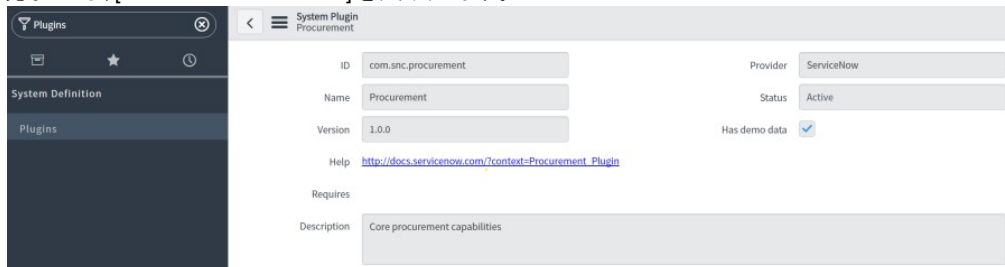 Plugins
System Plugin
Procurement
ID com.snc.procurement
Provider ServiceNow
System Definition
Name Procurement
Status Active
Plugins
Version 1.0.0
Has demo data
Help http://docs.servicenow.com/?context=Procurement_Plugin
Requires
Description Core procurement capabilities